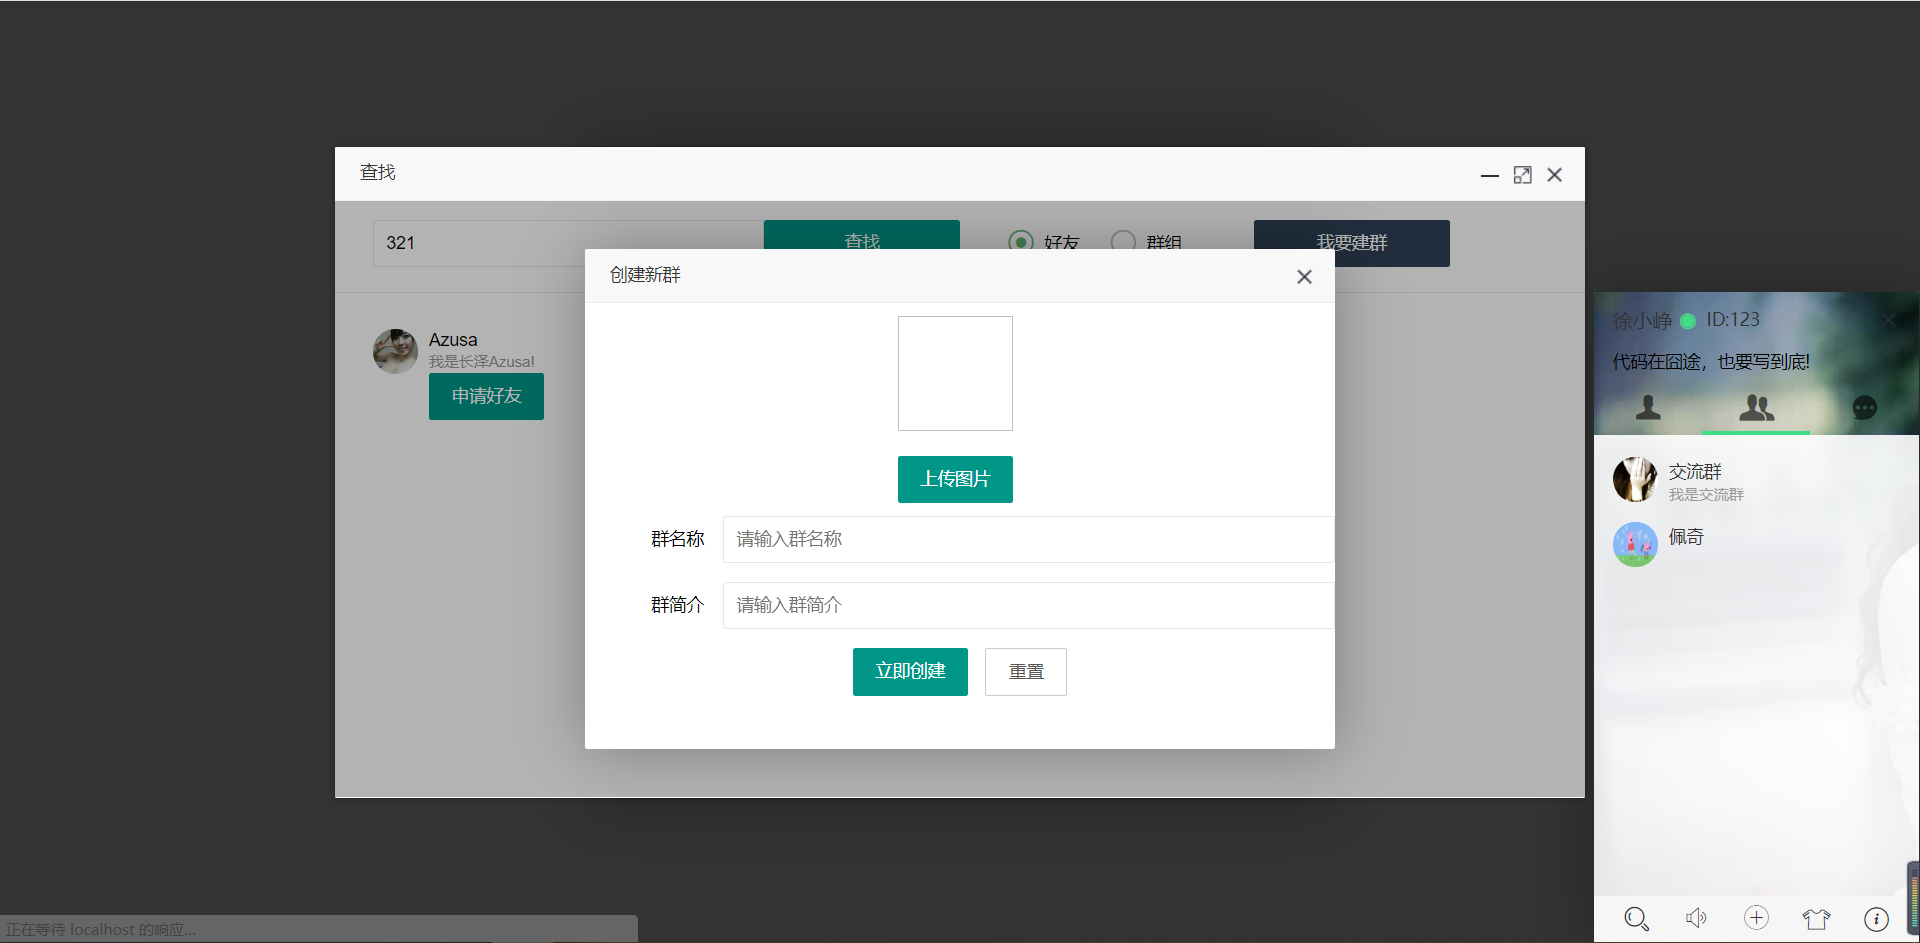 查找
321
查找
好友
群组
我要建群
Azusa
我是长泽Azusa!
申请好友
创建新群
上传图片
群名称
请输入群名称
群简介
请输入群简介
立即创建
重置
徐小峥
ID:123
代码在囧途，也要写到底!
交流群
我是交流群
佩奇
正在等待 localhost 的响应...